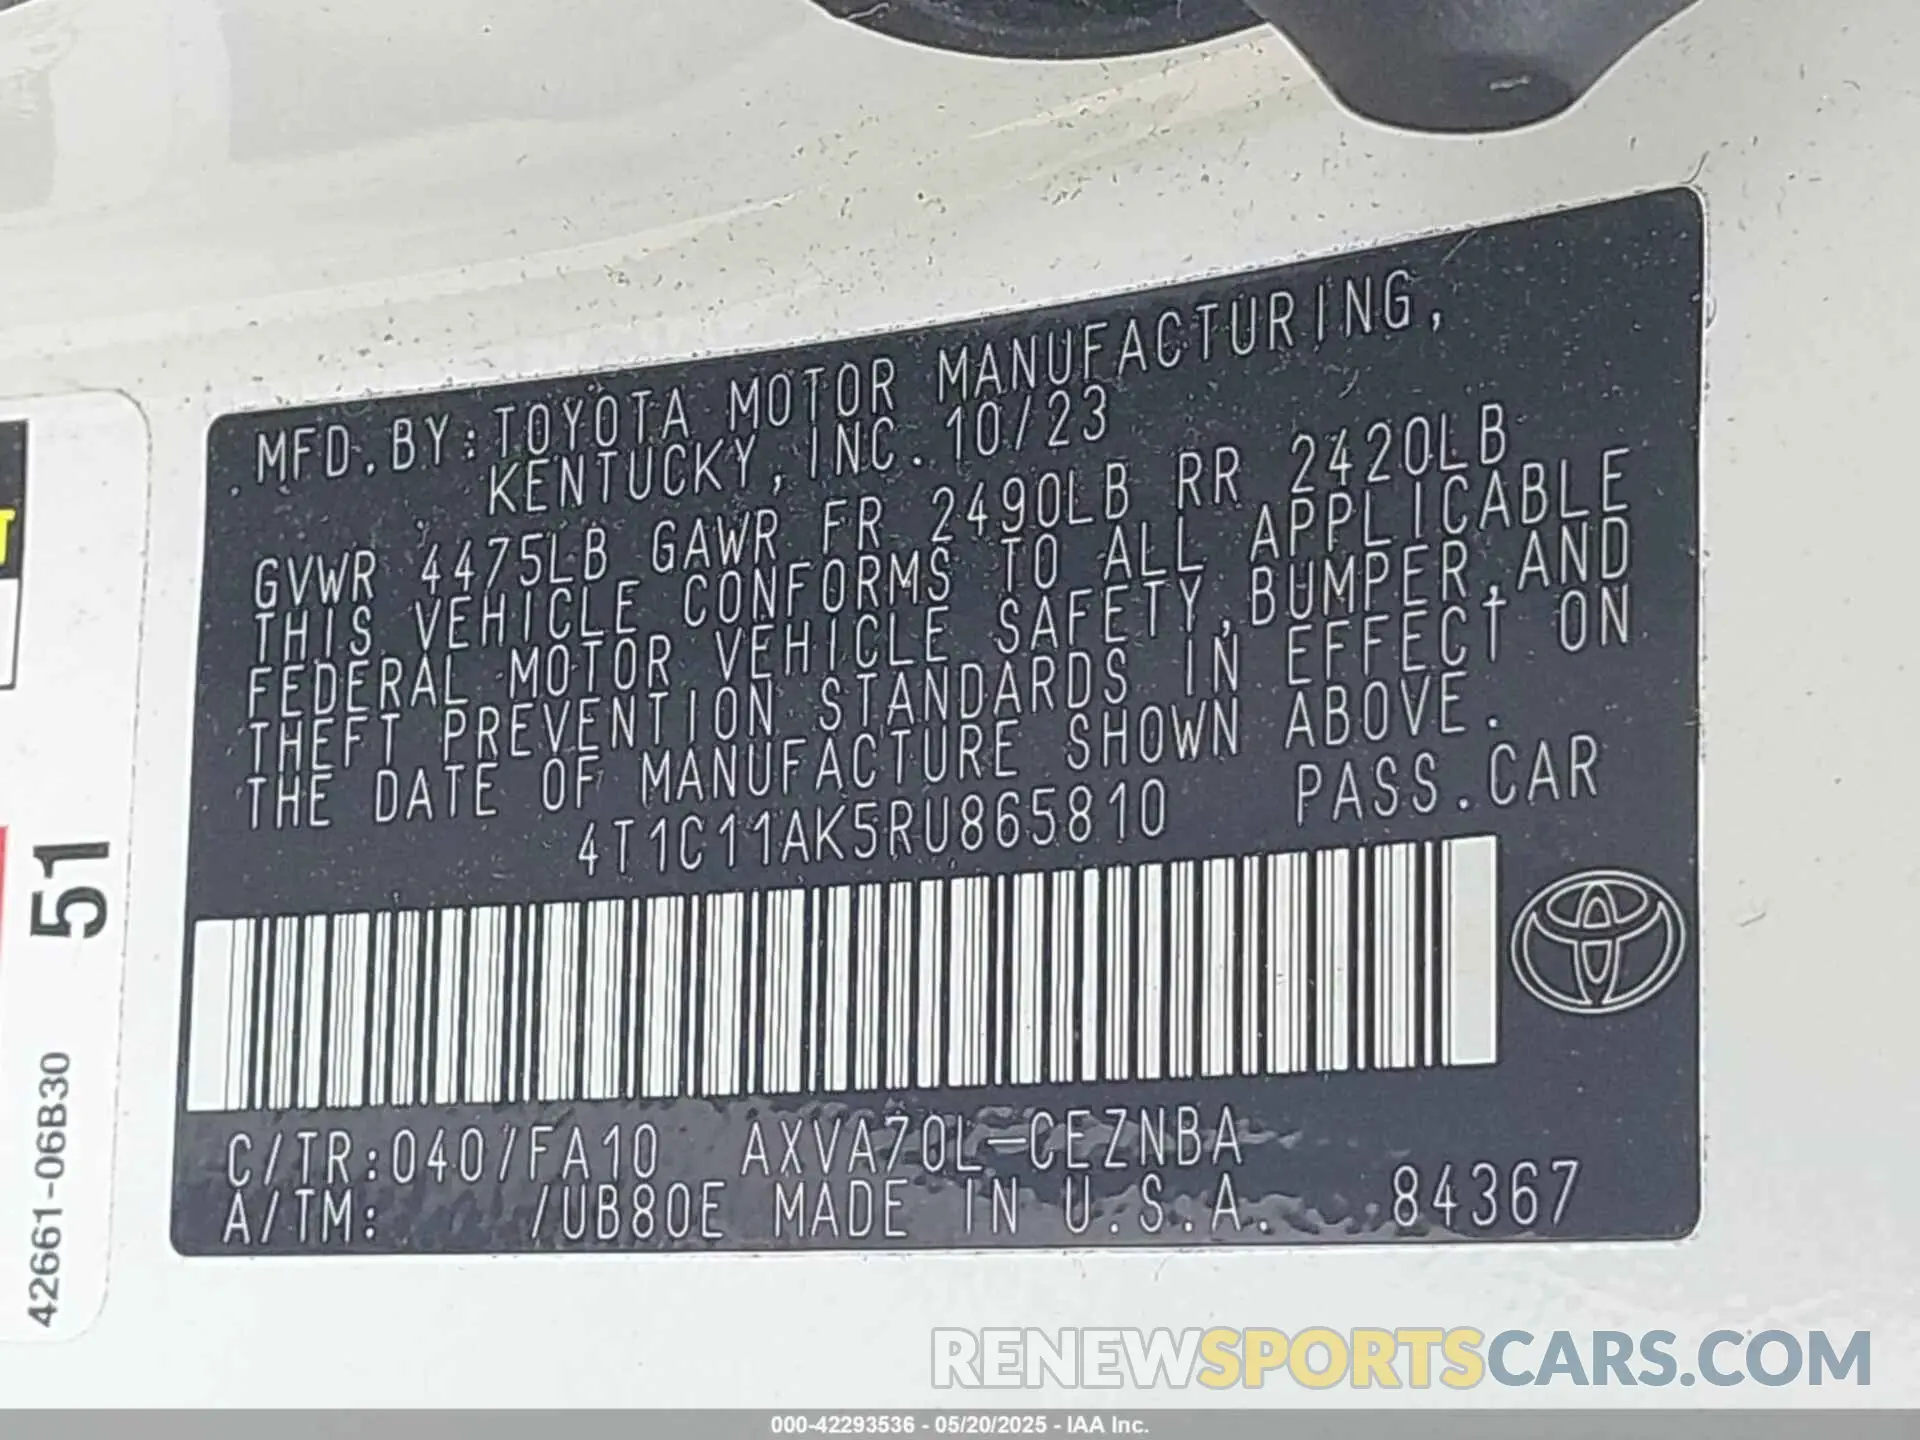 MFD.BY:TOYOTA MOTOR MANUFACTURING,
KENTUCKY, INC. 10/23
GVWR 4475LB GAWR FR 2490LB RR 2420LB
THIS VEHICLE CONFORMS TO ALL APPLICABLE
FEDERAL MOTOR VEHICLE SAFETY,BUMPER,AND
THEFT PREVENTION STANDARDS IN EFFECT ON
THE DATE OF MANUFACTURE SHOWN ABOVE.
4T1C11AK5RU865810 PASS.CAR
C/TR:040/FA10 AXVA70L-CEZNBA
A/TM: /UB80E MADE IN U.S.A. 84367
T
51
42661-06B30
RENEWSPORTSCARS.COM
000-42293536 - 05/20/2025 - IAA Inc.